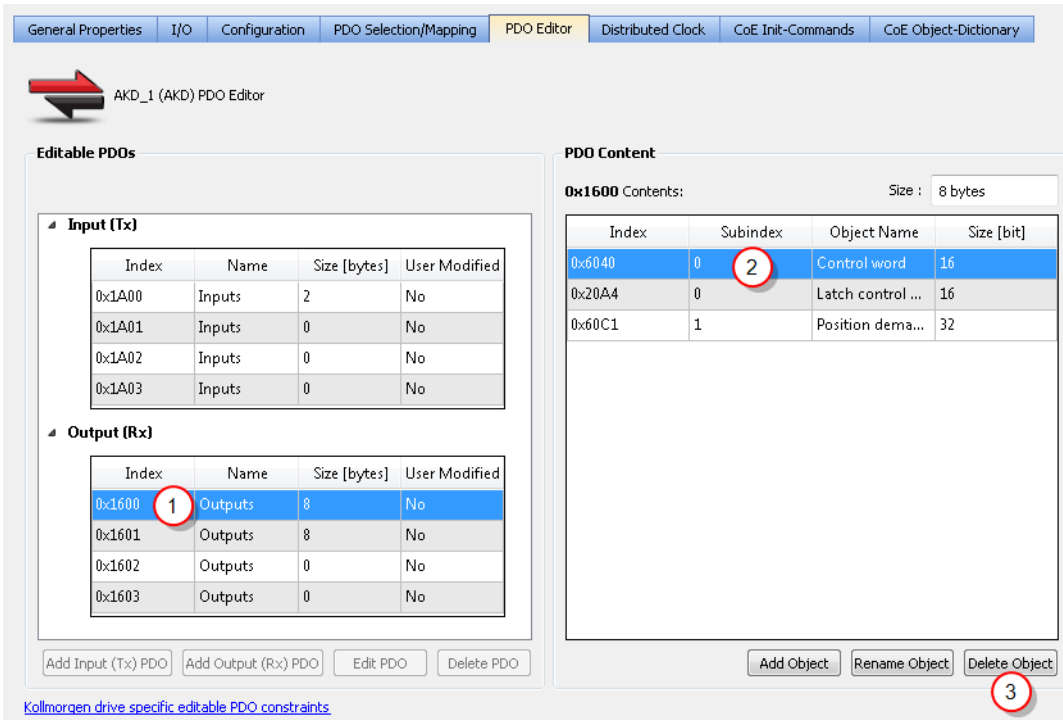 General Properties I/O Configuration PDO Selection/Mapping PDO Editor Distributed Clock CoE Init-Commands CoE Object-Dictionary
AKD_1 (AKD) PDO Editor
Editable PDOs
Input (Tx)
Index Name Size [bytes] User Modified
0x1A00 Inputs 2 No
0x1A01 Inputs 0 No
0x1A02 Inputs 0 No
0x1A03 Inputs 0 No
Output (Rx)
Index Name Size [bytes] User Modified
0x1600 1 Outputs 8 No
0x1601 Outputs 8 No
0x1602 Outputs 0 No
0x1603 Outputs 0 No
Add Input (Tx) PDO Add Output (Rx) PDO Edit PDO Delete PDO
Kollmorgen drive specific editable PDO constraints
PDO Content
0x1600 Contents: Size : 8 bytes
Index Subindex Object Name Size [bit]
0x6040 0 2 Control word 16
0x20A4 0 Latch control ... 16
0x60C1 1 Position dema... 32
Add Object Rename Object Delete Object
3